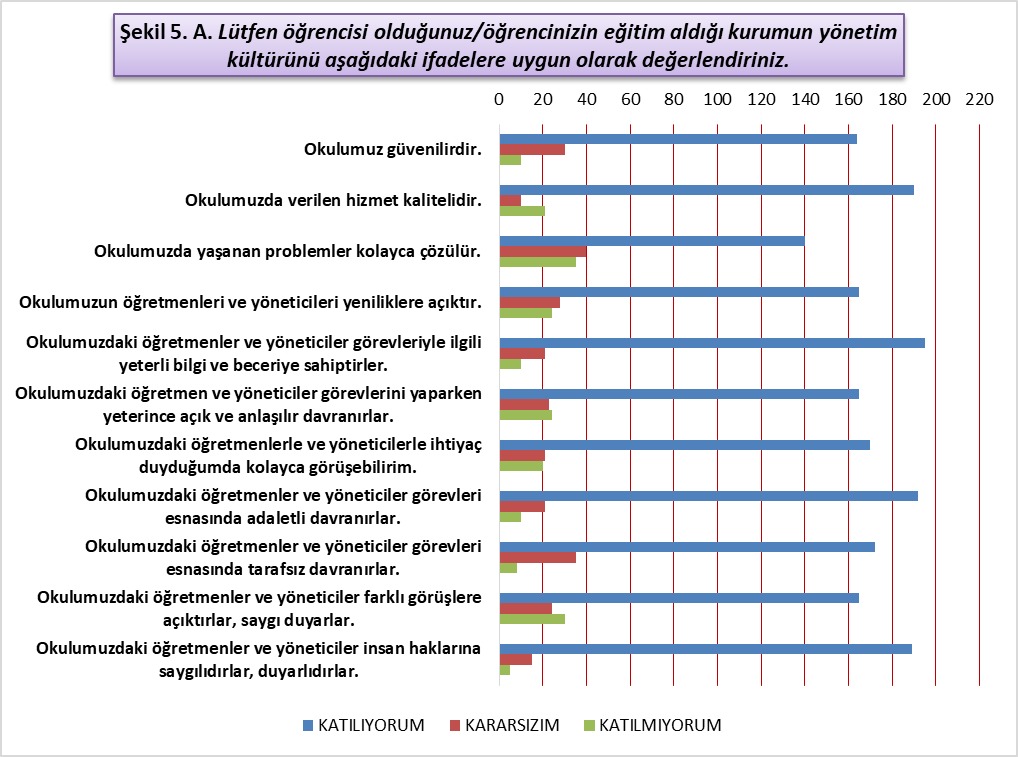 Şekil 5. A. Lütfen öğrencisi olduğunuz/öğrencinizin eğitim aldığı kurumun yönetim
kültürünü aşağıdaki ifadelere uygun olarak değerlendiriniz.
0 20 40 60 80 100 120 140 160 180 200 220
Okulumuz güvenilirdir.
Okulumuzda verilen hizmet kalitelidir.
Okulumuzda yaşanan problemler kolayca çözülür.
Okulumuzun öğretmenleri ve yöneticileri yeniliklere açıktır.
Okulumuzdaki öğretmenler ve yöneticiler görevleriyle ilgili
yeterli bilgi ve beceriye sahiptirler.
Okulumuzdaki öğretmen ve yöneticiler görevlerini yaparken
yeterince açık ve anlaşılır davranırlar.
Okulumuzdaki öğretmenlerle ve yöneticilerle ihtiyaç
duyduğumda kolayca görüşebilirim.
Okulumuzdaki öğretmenler ve yöneticiler görevleri
esnasında adaletli davranırlar.
Okulumuzdaki öğretmenler ve yöneticiler görevleri
esnasında tarafsız davranırlar.
Okulumuzdaki öğretmenler ve yöneticiler farklı görüşlere
açıktırlar, saygı duyarlar.
Okulumuzdaki öğretmenler ve yöneticiler insan haklarına
saygılıdırlar, duyarlıdırlar.
KATILIYORUM KARARSIZIM KATILMIYORUM